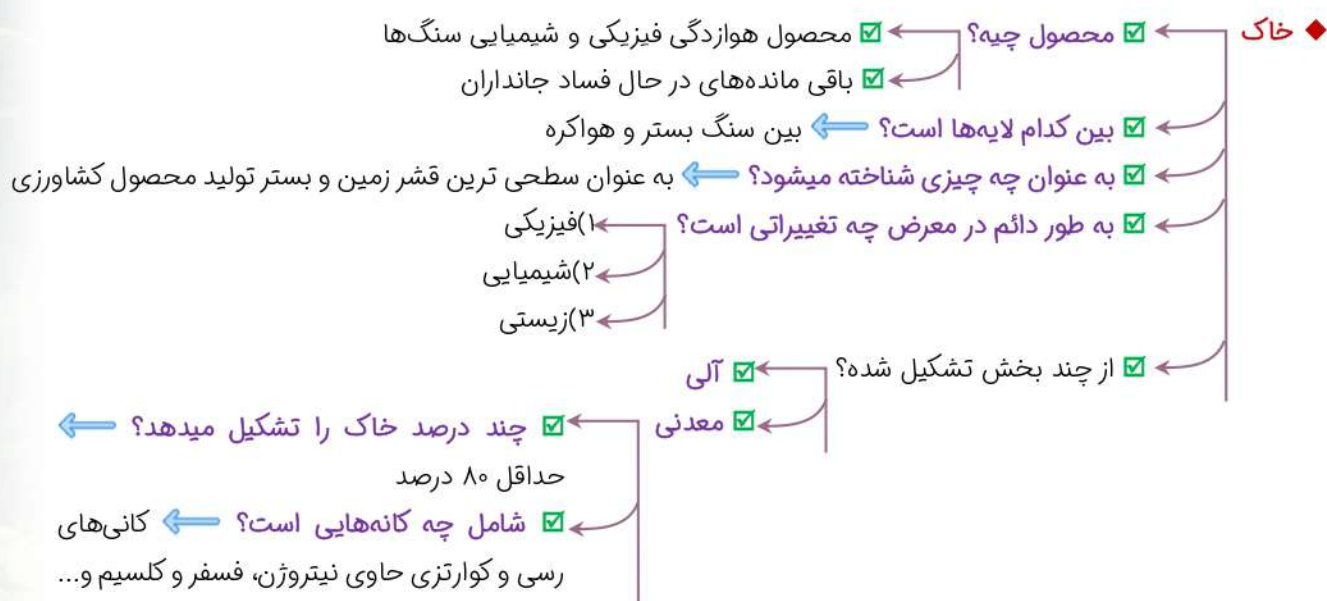 خاک
محصول چیه؟
محصول هوازدگی فیزیکی و شیمیایی سنگ‌ها
باقی مانده‌های در حال فساد جانداران
بین کدام لایه‌ها است؟ بین سنگ بستر و هواکره
به عنوان چه چیزی شناخته میشود؟ به عنوان سطحی ترین قشر زمین و بستر تولید محصول کشاورزی
به طور دائم در معرض چه تغییراتی است؟
۱)فیزیکی
۲)شیمیایی
۳)زیستی
از چند بخش تشکیل شده؟
آلی
معدنی
چند درصد خاک را تشکیل میدهد؟
حداقل ۸۰ درصد
شامل چه کانه‌هایی است؟ کانی‌های
رسی و کوارتزی حاوی نیتروژن، فسفر و کلسیم و...